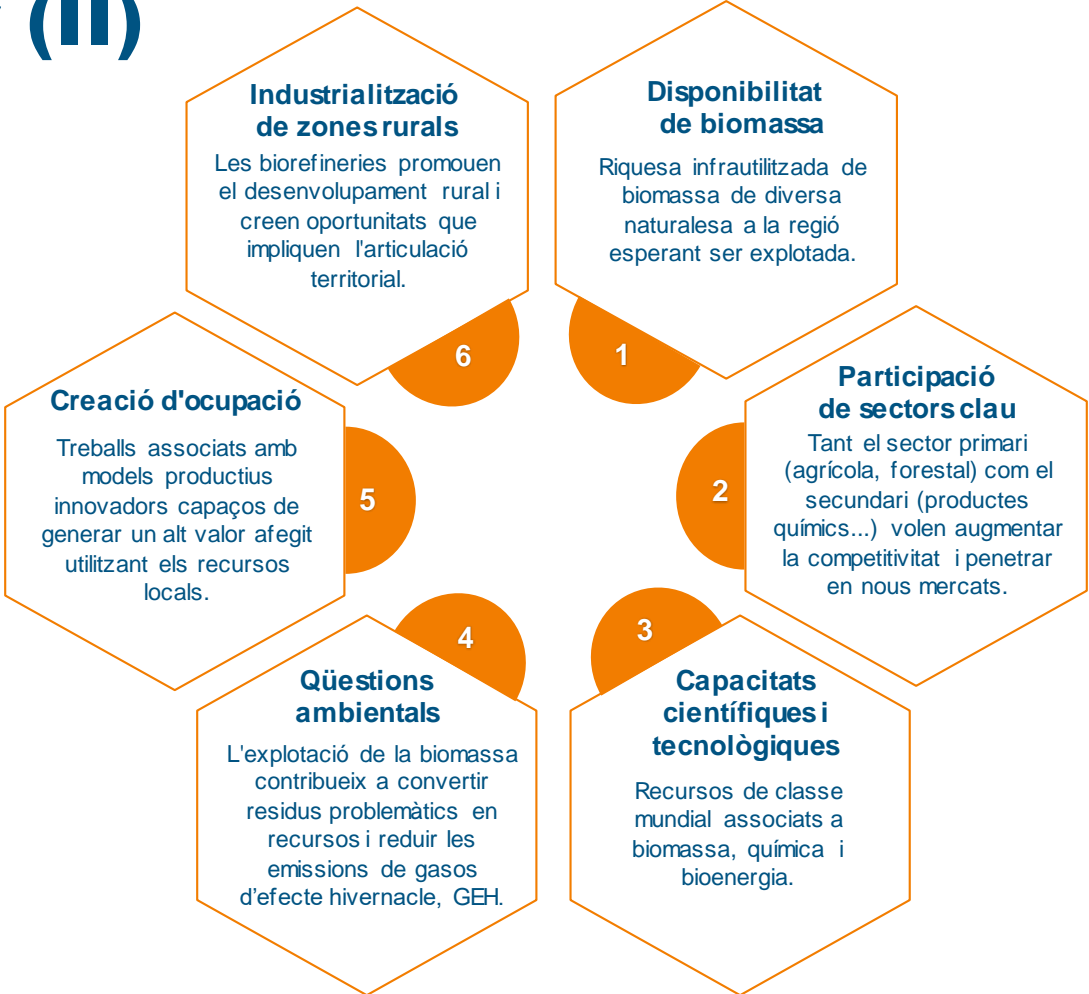 (II)
Industrialització
de zones rurals
Les biorefineries promouen
el desenvolupament rural i
creen oportunitats que
impliquen l'articulació
territorial.
6
Disponibilitat
de biomassa
Riquesa infrautilitzada de
biomassa de diversa
naturalesa a la regió
esperant ser explotada.
1
Participació
de sectors clau
Tant el sector primari
(agrícola, forestal) com el
secundari (productes
químics...) volen augmentar
la competitivitat i penetrar
en nous mercats.
2
Capacitats
científiques i
tecnològiques
Recursos de classe
mundial associats a
biomassa, química i
bioenergia.
3
Qüestions
ambientals
L'explotació de la biomassa
contribueix a convertir
residus problemàtics en
recursos i reduir les
emissions de gasos
d’efecte hivernacle, GEH.
4
Creació d'ocupació
Treballs associats amb
models productius
innovadors capaços de
generar un alt valor afegit
utilitzant els recursos
locals.
5